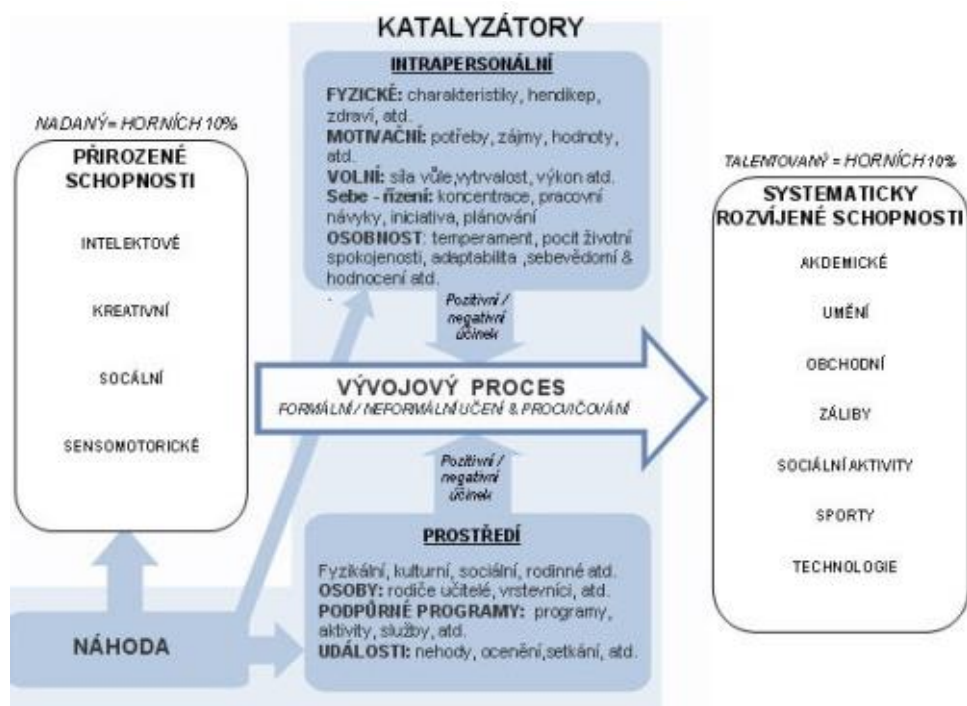 KATALYZÁTORY
INTRAPERSONÁLNÍ
FYZICKÉ: charakteristiky, hendikep,
zdraví, atd.
MOTIVAČNÍ: potřeby, zájmy, hodnoty,
atd.
VOLNÍ: síla vůle,vytrvalost, výkon atd.
Sebe - řízení: koncentrace, pracovní
návyky, iniciativa, plánování
OSOBNOST: temperament, pocit životní
spokojenosti, adaptabilita ,sebevědomí &
hodnocení atd.
.
NADANÝ= HORNÍCH 10%
PŘIROZENÉ
SCHOPNOSTI
INTELEKTOVÉ
KREATIVNÍ
SOCÁLNÍ
SENSOMOTORICKÉ
Pozitivní /
negativní
účinek
VÝVOJOVÝ PROCES
FORMÁLNÍ / NEFORMÁLNÍ UČENÍ & PROCVIČOVÁNÍ
Pozitivní /
negativní
účinek
PROSTŘEDÍ
Fyzikální, kulturní, sociální, rodinné atd.
OSOBY: rodiče učitelé, vrstevníci, atd.
PODPŮRNÉ PROGRAMY: programy,
aktivity, služby, atd.
UDÁLOSTI: nehody, ocenění,setkání, atd.
NÁHODA
TALENTOVANÝ = HORNÍCH 10%
SYSTEMATICKY
ROZVÍJENÉ SCHOPNOSTI
AKDEMICKÉ
UMĚNÍ
OBCHODNÍ
ZÁLIBY
SOCIÁLNÍ AKTIVITY
SPORTY
TECHNOLOGIE